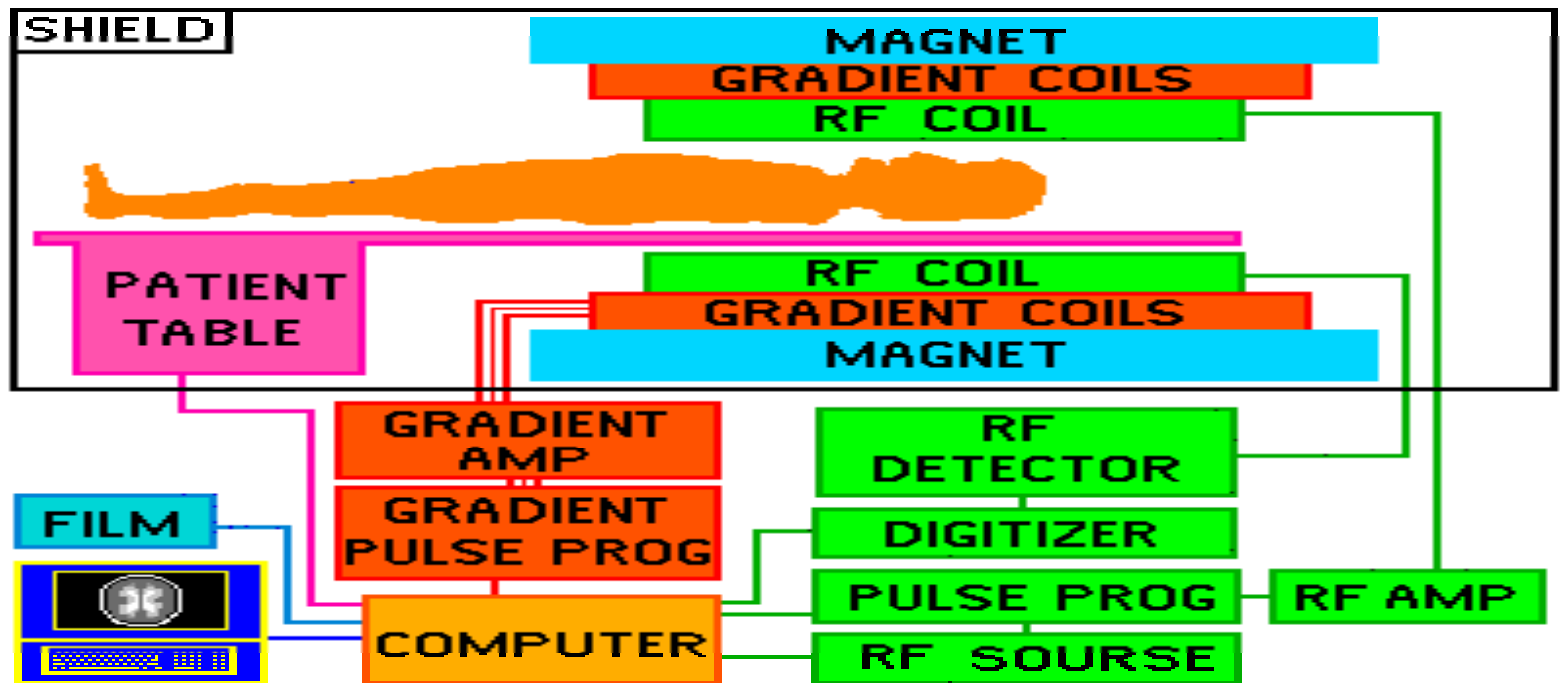 SHIELD
MAGNET
GRADIENT COILS
RF COIL
PATIENT
TABLE
RF COIL
GRADIENT COILS
MAGNET
GRADIENT
AMP
RF
DETECTOR
FILM
GRADIENT
PULSE PROG
DIGITIZER
PULSE PROG
RF AMP
COMPUTER
RF SOURSE